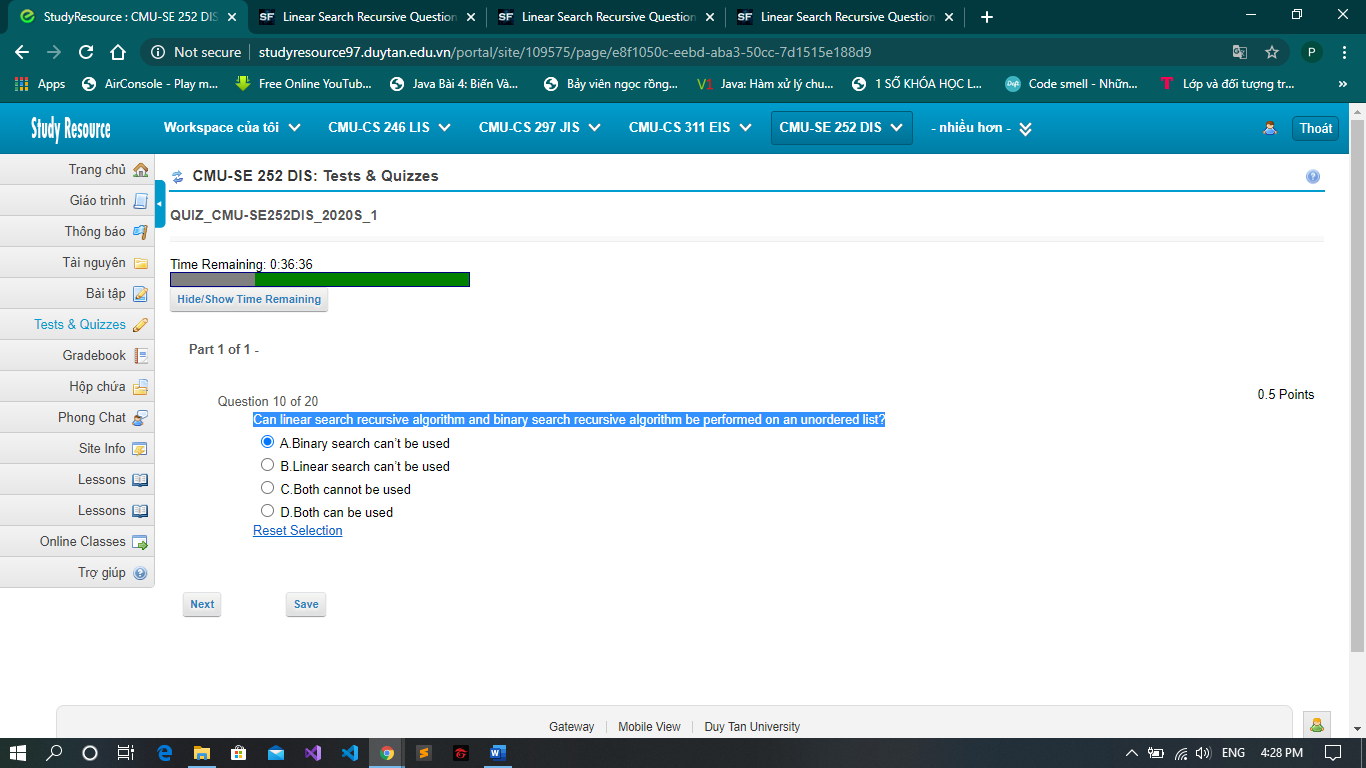 StudyResource : CMU-SE 252 DIS
Linear Search Recursive Question
Linear Search Recursive Question
Linear Search Recursive Question
Not secure | studyresource97.duytan.edu.vn/portal/site/109575/page/e8f1050c-eebd-aba3-50cc-7d1515e188d9
P
Apps
AirConsole - Play m...
Free Online YouTub...
Java Bài 4: Biến Và...
Bảy viên ngọc rồng...
Java: Hàm xử lý chu...
1 SỐ KHÓA HỌC L...
Code smell - Nhữn...
Lớp và đối tượng tr...
»
Study Resource
Workspace của tôi
CMU-CS 246 LIS
CMU-CS 297 JIS
CMU-CS 311 EIS
CMU-SE 252 DIS
- nhiều hơn -
Thoát
Trang chủ
Giáo trình
Thông báo
Tài nguyên
Bài tập
Tests & Quizzes
Gradebook
Hộp chứa
Phong Chat
Site Info
Lessons
Lessons
Online Classes
Trợ giúp
CMU-SE 252 DIS: Tests & Quizzes
QUIZ_CMU-SE252DIS_2020S_1
Time Remaining: 0:36:36
Hide/Show Time Remaining
Part 1 of 1 -
Question 10 of 20
0.5 Points
Can linear search recursive algorithm and binary search recursive algorithm be performed on an unordered list?
A.Binary search can't be used
B.Linear search can't be used
C.Both cannot be used
D.Both can be used
Reset Selection
Next
Save
Gateway | Mobile View | Duy Tan University
ENG
4:28 PM